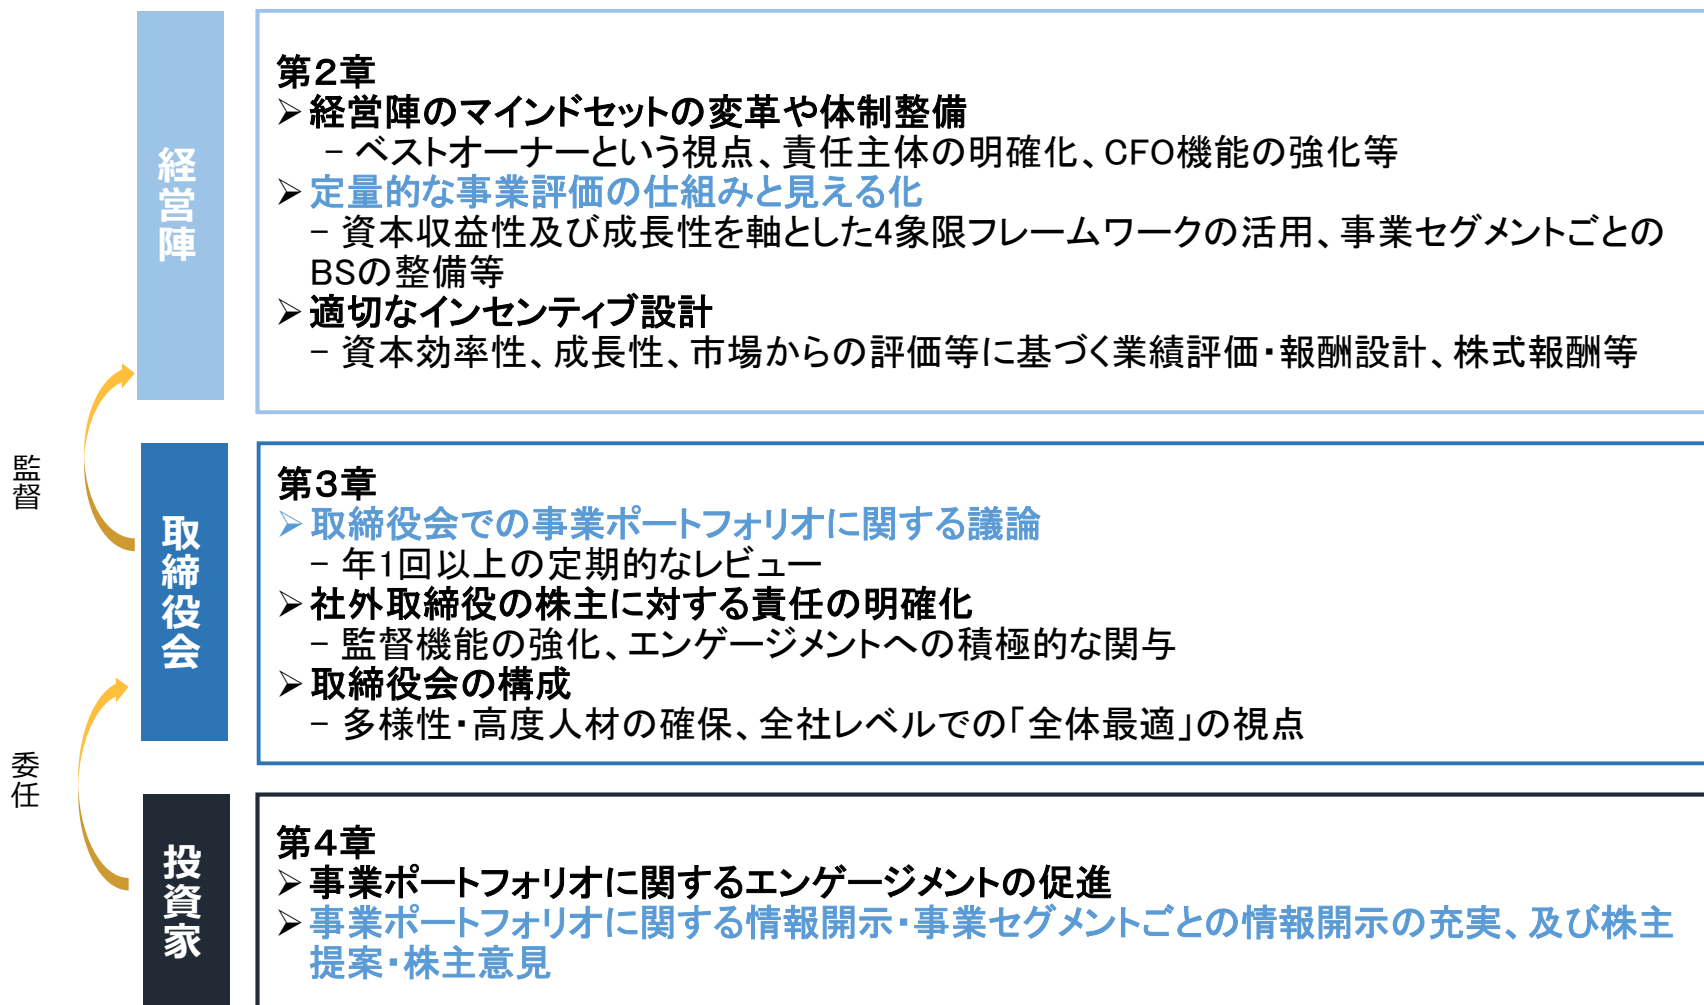 経営陣
第2章
➢ 経営陣のマインドセットの変革や体制整備
– ベストオーナーという視点、責任主体の明確化、CFO機能の強化等
➢ 定量的な事業評価の仕組みと見える化
– 資本収益性及び成長性を軸とした4象限フレームワークの活用、事業セグメントごとの
BSの整備等
➢ 適切なインセンティブ設計
– 資本効率性、成長性、市場からの評価等に基づく業績評価・報酬設計、株式報酬等
監督
取締役会
第3章
➢ 取締役会での事業ポートフォリオに関する議論
– 年1回以上の定期的なレビュー
➢ 社外取締役の株主に対する責任の明確化
– 監督機能の強化、エンゲージメントへの積極的な関与
➢ 取締役会の構成
– 多様性・高度人材の確保、全社レベルでの「全体最適」の視点
委任
投資家
第4章
➢ 事業ポートフォリオに関するエンゲージメントの促進
➢ 事業ポートフォリオに関する情報開示・事業セグメントごとの情報開示の充実、及び株主
提案・株主意見